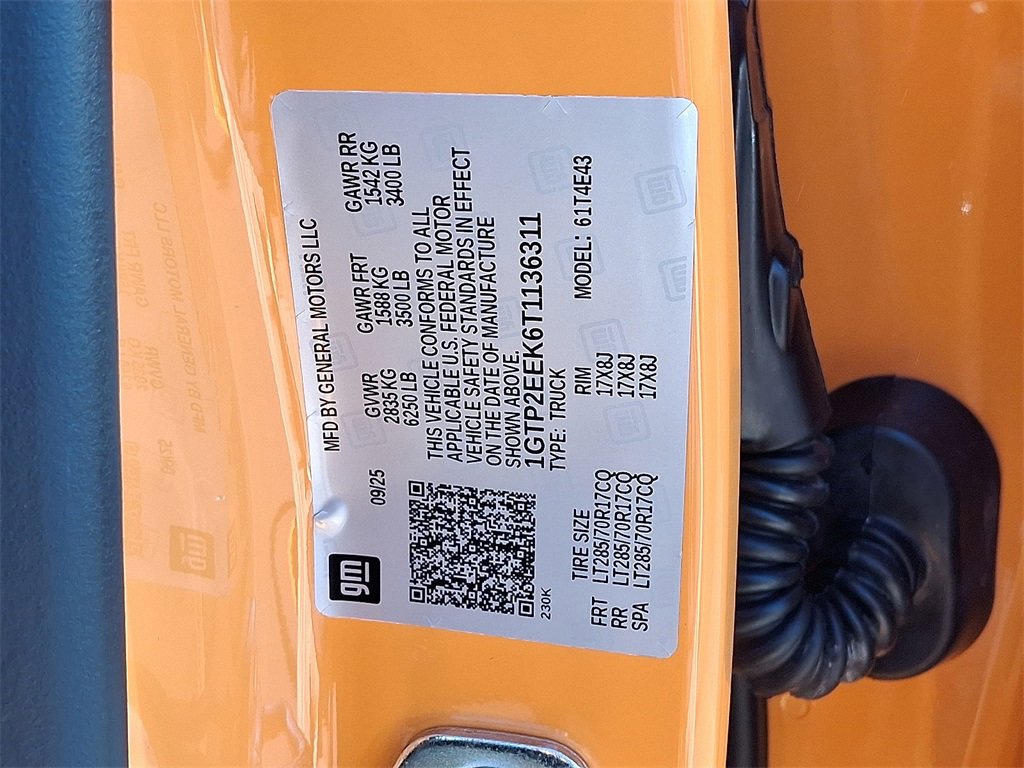 gm
MFD BY GENERAL MOTORS LLC
09/25 GVWR GAWR FRT GAWR RR
2835 KG 1588 KG 1542 KG
6250 LB 3500 LB 3400 LB
THIS VEHICLE CONFORMS TO ALL
APPLICABLE U.S. FEDERAL MOTOR
VEHICLE SAFETY STANDARDS IN EFFECT
ON THE DATE OF MANUFACTURE
SHOWN ABOVE.
1GTP2EEK6T1136311
230K TYPE: TRUCK
TIRE SIZE RIM MODEL: 61T4E43
FRT LT285/70R17CQ 17X8J
RR LT285/70R17CQ 17X8J
SPA LT285/70R17CQ 17X8J